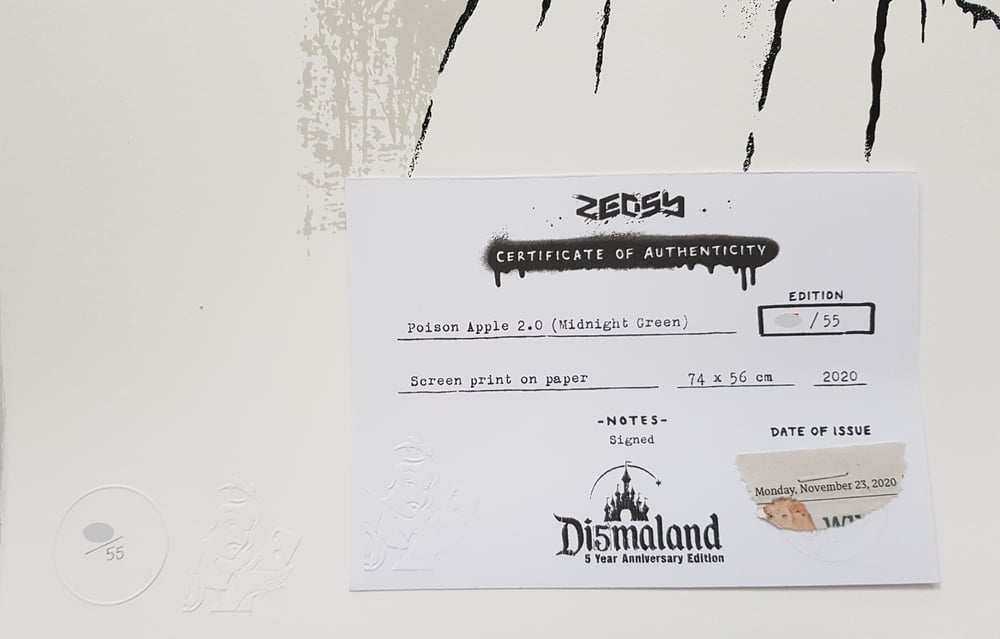 ZEDSY
CERTIFICATE OF AUTHENTICITY
EDITION
Poison Apple 2.0 (Midnight Green)
/ 55
Screen print on paper
74 x 56 cm
2020
-NOTES-
Signed
DATE OF ISSUE
Monday, November 23, 2020
Di5maland
5 Year Anniversary Edition
/55